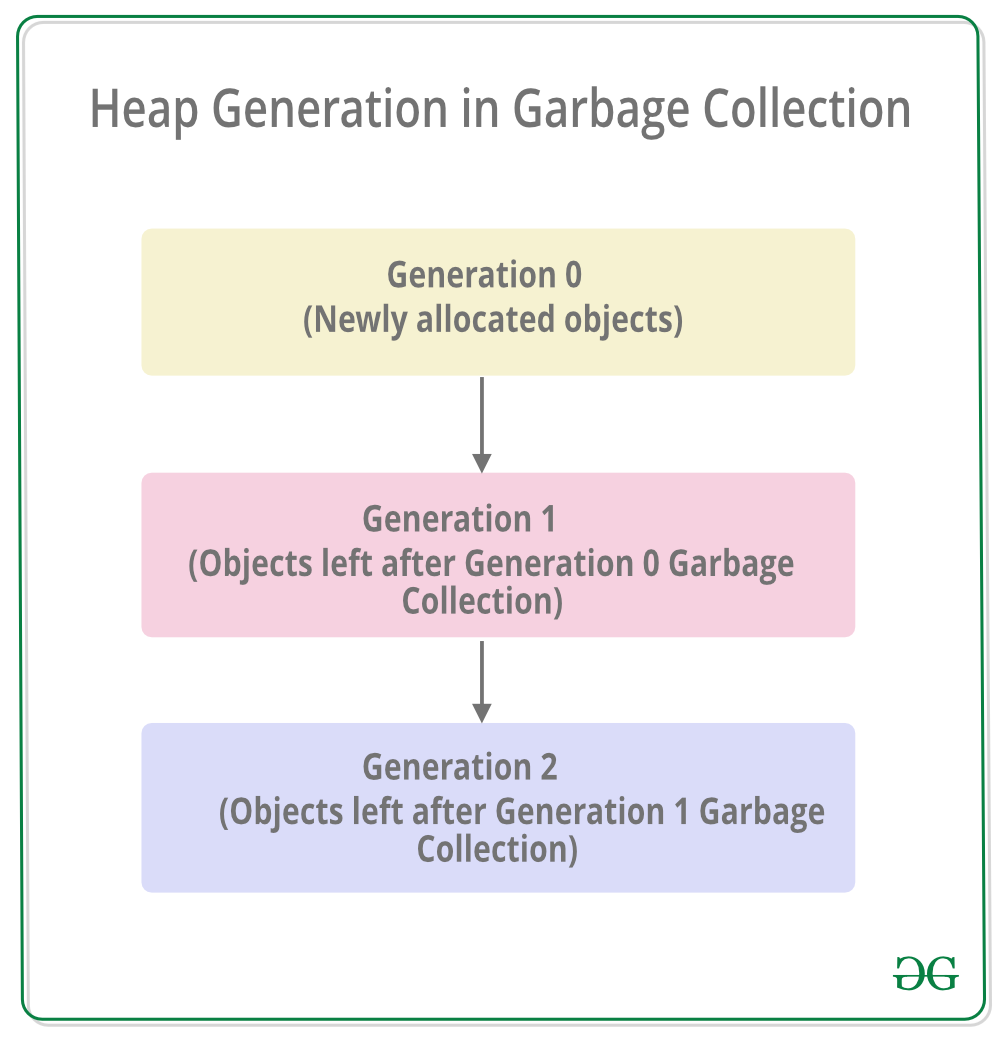 Heap Generation in Garbage Collection
Generation 0
(Newly allocated objects)
Generation 1
(Objects left after Generation 0 Garbage
Collection)
Generation 2
(Objects left after Generation 1 Garbage
Collection)